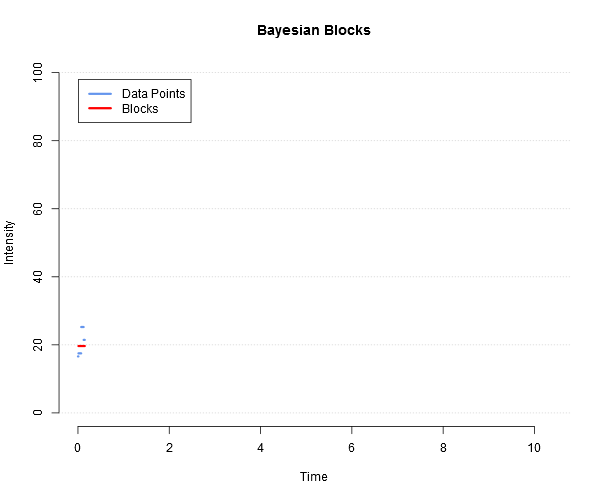 Bayesian Blocks
Data Points
Blocks
Intensity
100
80
60
40
20
0
0 2 4 6 8 10
Time